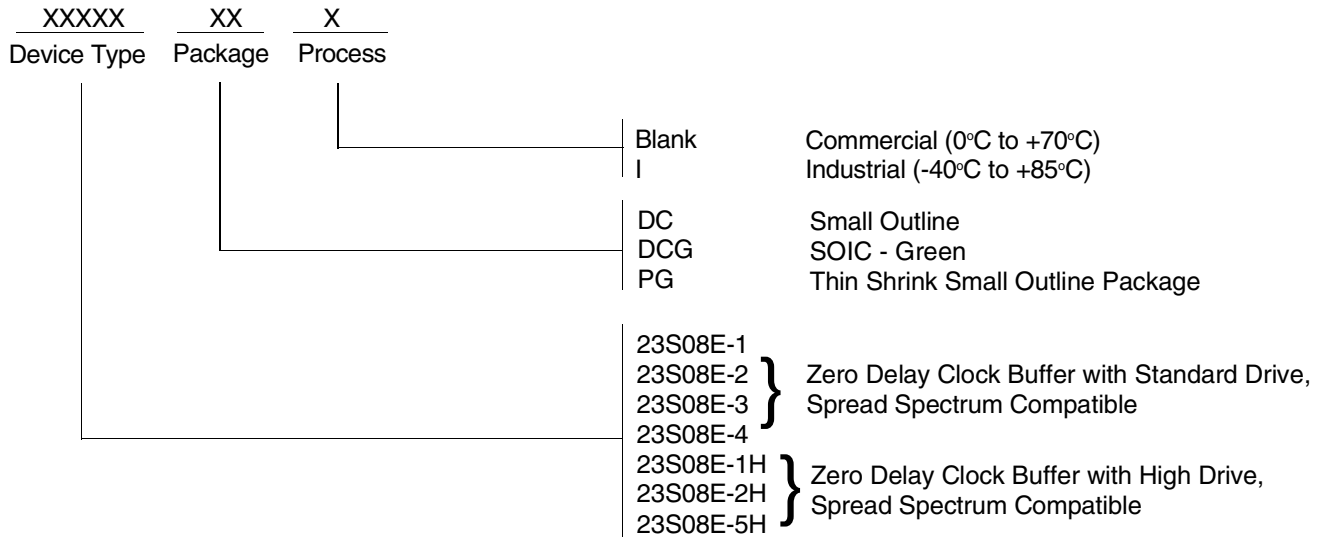 XXXXX XX X
Device Type Package Process
Blank Commercial (0°C to +70°C)
I Industrial (-40°C to +85°C)
DC Small Outline
DCG SOIC - Green
PG Thin Shrink Small Outline Package
23S08E-1
23S08E-2 } Zero Delay Clock Buffer with Standard Drive,
23S08E-3 Spread Spectrum Compatible
23S08E-4
23S08E-1H } Zero Delay Clock Buffer with High Drive,
23S08E-2H Spread Spectrum Compatible
23S08E-5H